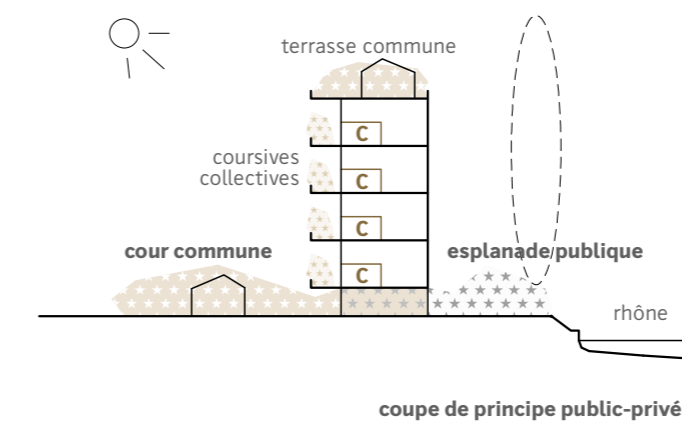 terrasse commune
C
coursives
collectives
C
C
cour commune
esplanade publique
C
rhône
coupe de principe public-privé